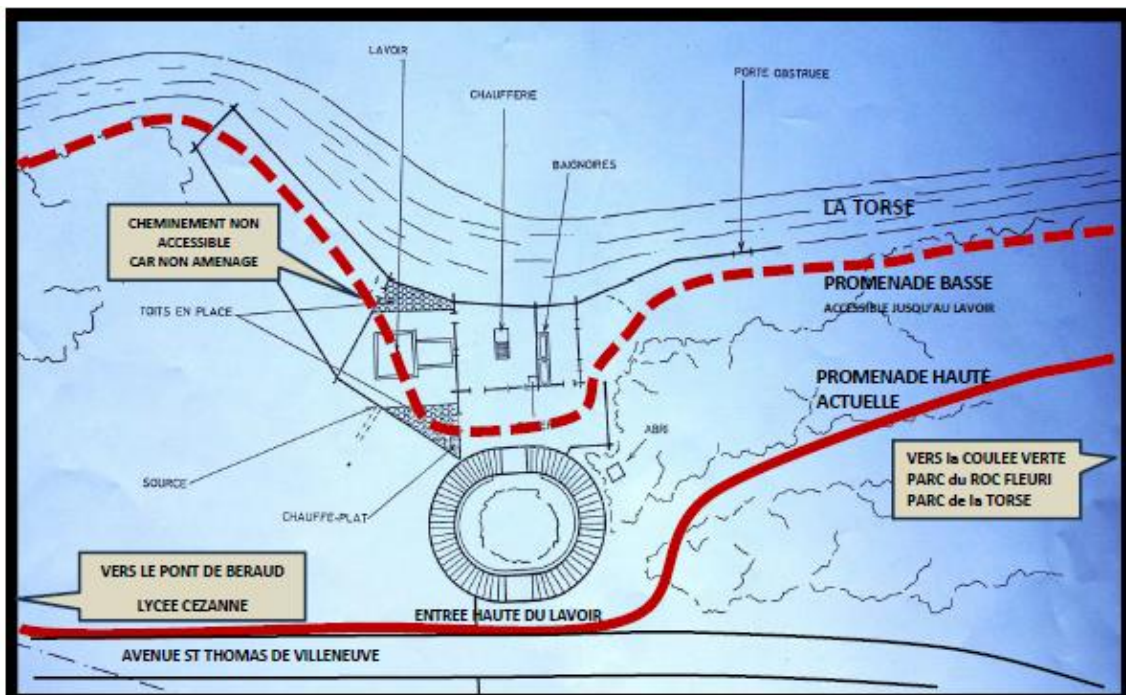 LAVOIR
CHAUFFERIE
PORTE OBSTRUEE
BAIGNOIRES
LA TORSE
CHEMINEMENT NON
ACCESSIBLE
CAR NON AMENAGE
PROMENADE BASSE
ACCESSIBLE JUSQU'AU LAVOIR
TOITS EN PLACE
PROMENADE HAUTE
ACTUELLE
ABRI
VERS la COULEE VERTE
PARC du ROC FLEURI
PARC de la TORSE
SOURCE
CHAUFFE-PLAT
VERS LE PONT DE BERAUD
LYCEE CEZANNE
ENTREE HAUTE DU LAVOIR
AVENUE ST THOMAS DE VILLENEUVE